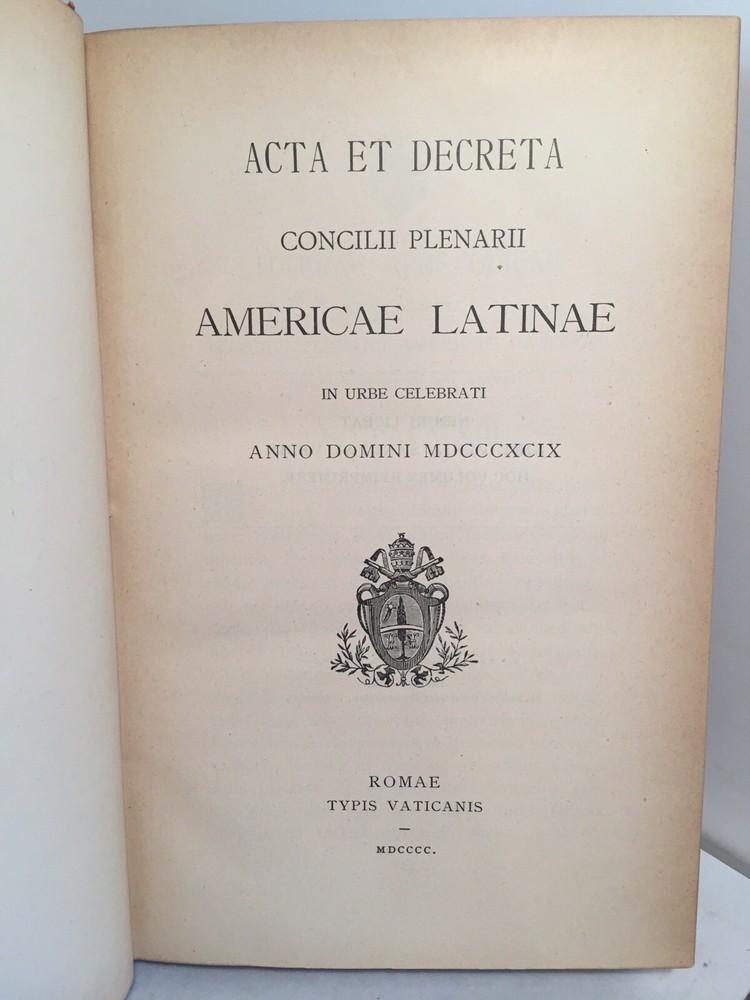 ACTA ET DECRETA
CONCILII PLENARII
AMERICAE LATINAE
IN URBE CELEBRATI
ANNO DOMINI MDCCCXCIX
ROMAE
TYPIS VATICANIS
—
MDCCCC.